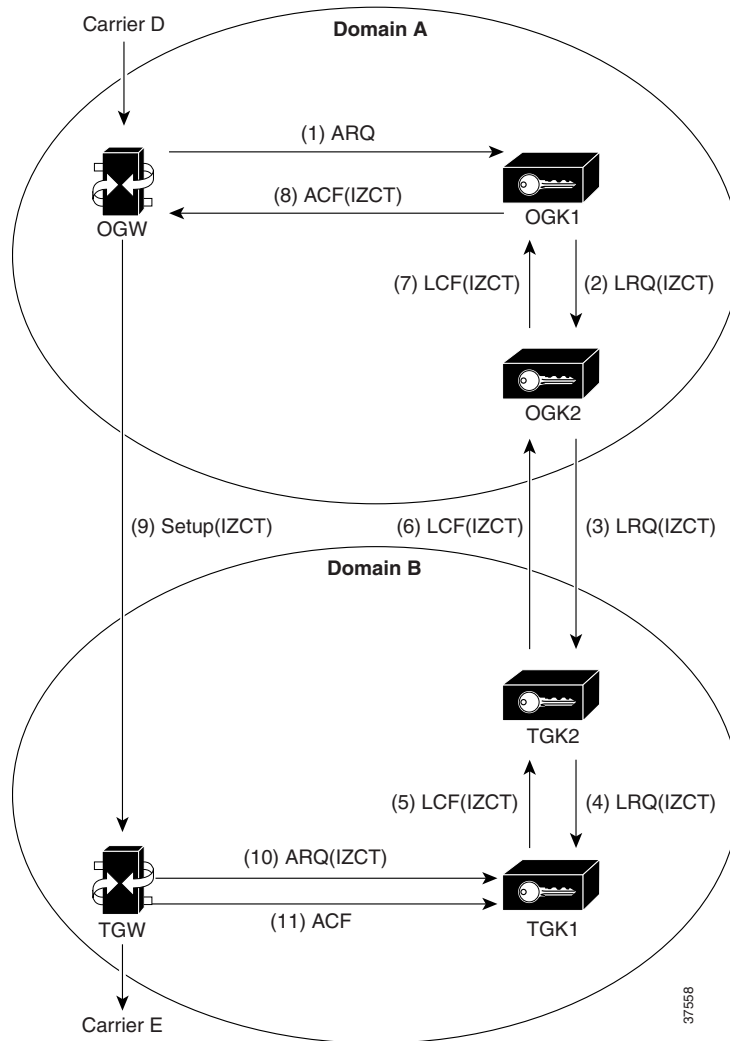 Carrier D
Domain A
(1) ARQ
(8) ACF(IZCT)
OGW
OGK1
(7) LCF(IZCT)
(2) LRQ(IZCT)
OGK2
(9) Setup(IZCT)
(6) LCF(IZCT)
(3) LRQ(IZCT)
Domain B
TGK2
(5) LCF(IZCT)
(4) LRQ(IZCT)
(10) ARQ(IZCT)
(11) ACF
TGW
TGK1
Carrier E
37558